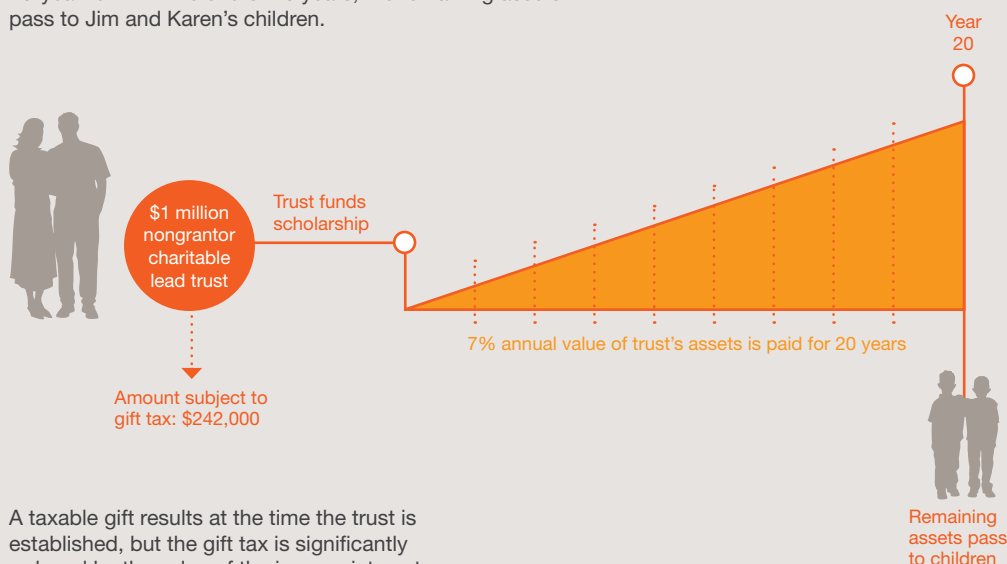 pass to Jim and Karen's children.
Year
20
$1 million
nongrantor
charitable
lead trust
Trust funds
scholarship
7% annual value of trust's assets is paid for 20 years
Amount subject to
gift tax: $242,000
A taxable gift results at the time the trust is
established, but the gift tax is significantly
Remaining
assets pass
to children